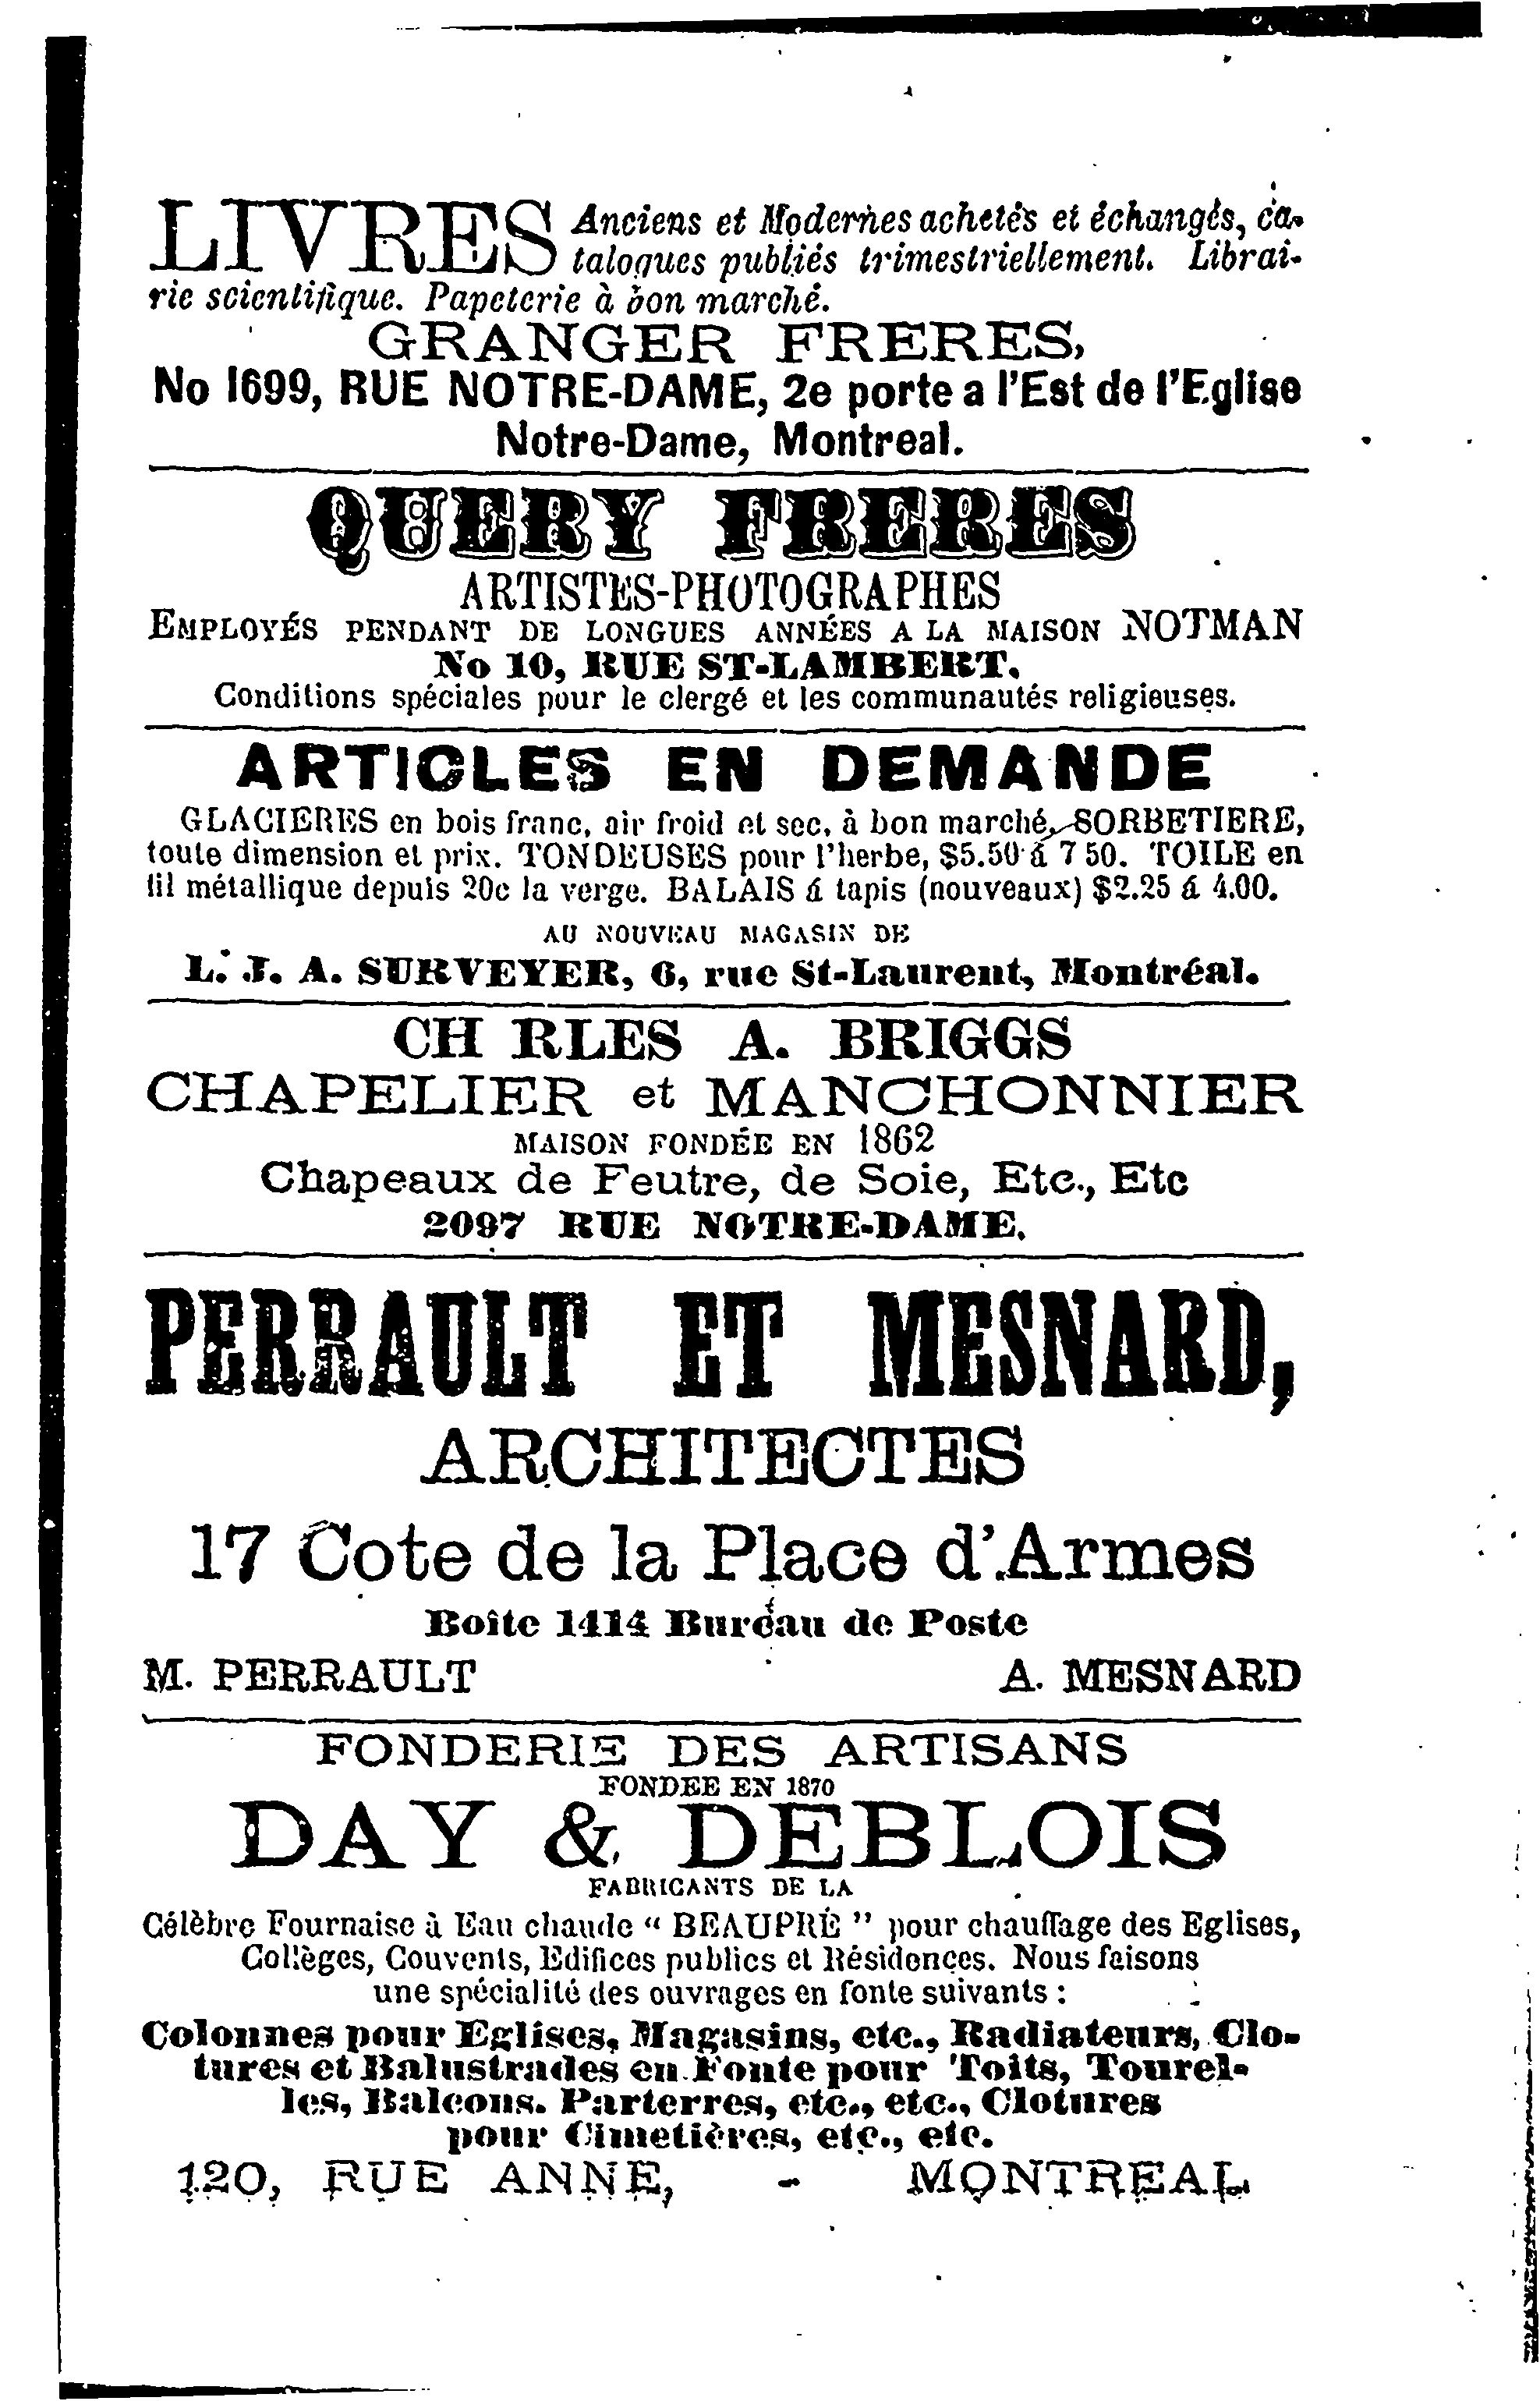 LIVRES Anciens et Modernes achetés et échangés, ca-
talogues publiés trimestriellement. Librai-
rie scientifique. Papeterie à bon marché.
GRANGER FRERES,
No 1699, RUE NOTRE-DAME, 2e porte a l'Est de l'Eglise
Notre-Dame, Montreal.
QUERY FRERES
ARTISTES-PHOTOGRAPHES
EMPLOYÉS PENDANT DE LONGUES ANNÉES A LA MAISON NOTMAN
No 10, RUE ST-LAMBERT.
Conditions spéciales pour le clergé et les communautés religieuses.
ARTICLES EN DEMANDE
GLACIERES en bois franc, air froid et sec, à bon marché, SORBETIERE,
toute dimension et prix. TONDEUSES pour l'herbe, $5.50 á 7 50. TOILE en
fil métallique depuis 20c la verge. BALAIS á tapis (nouveaux) $2.25 á 4.00.
AU NOUVEAU MAGASIN DE
L. J. A. SURVEYER, 6, rue St-Laurent, Montréal.
CH RLES A. BRIGGS
CHAPELIER et MANCHONNIER
MAISON FONDÉE EN 1862
Chapeaux de Feutre, de Soie, Etc., Etc
2097 RUE NOTRE-DAME.
PERRAULT ET MESNARD,
ARCHITECTES
17 Cote de la Place d'Armes
Boîte 1414 Bureau de Poste
M. PERRAULT A. MESNARD
FONDERIE DES ARTISANS
FONDEE EN 1870
DAY & DEBLOIS
FABRICANTS DE LA
Célèbre Fournaise à Eau chaude “ BEAUPRÉ ” pour chauffage des Eglises,
Collèges, Couvents, Edifices publics et Résidences. Nous faisons
une spécialité des ouvrages en fonte suivants :
Colonnes pour Eglises, Magasins, etc., Radiateurs, Clo-
tures et Balustrades en Fonte pour Toits, Tourel-
les, Balcons. Parterres, etc., etc., Clotures
pour Cimetières, etc., etc.
120, RUE ANNE, - MONTREAL